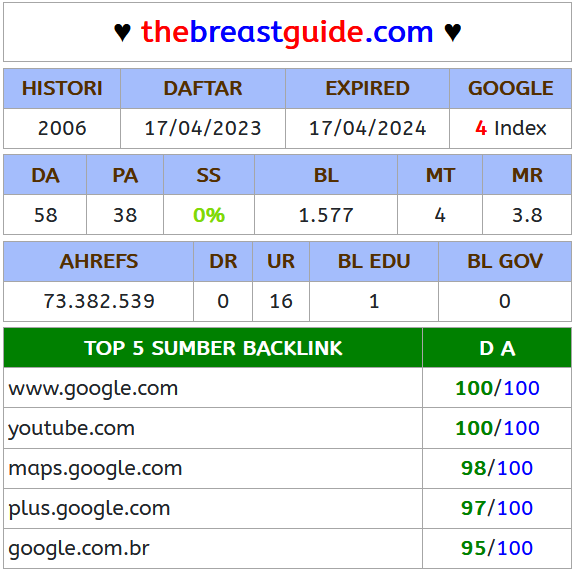 ♥ thebreastguide.com ♥
HISTORI DAFTAR EXPIRED GOOGLE
2006 17/04/2023 17/04/2024 4 Index
DA PA SS BL MT MR
58 38 0% 1.577 4 3.8
AHREFS DR UR BL EDU BL GOV
73.382.539 0 16 1 0
TOP 5 SUMBER BACKLINK D A
www.google.com 100/100
youtube.com 100/100
maps.google.com 98/100
plus.google.com 97/100
google.com.br 95/100